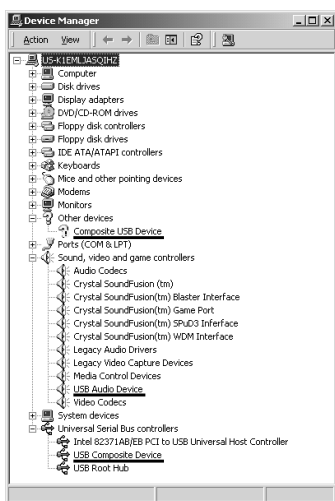 Device Manager
Action View
US-K1EMLJASQIHZ
Computer
Disk drives
Display adapters
DVD/CD-ROM drives
Floppy disk controllers
Floppy disk drives
IDE ATA/ATAPI controllers
Keyboards
Mice and other pointing devices
Modems
Monitors
Other devices
Composite USB Device
Ports (COM & LPT)
Sound, video and game controllers
Audio Codecs
Crystal SoundFusion (tm)
Crystal SoundFusion(tm) Blaster Interface
Crystal SoundFusion(tm) Game Port
Crystal SoundFusion(tm) SPuD3 Inferface
Crystal SoundFusion(tm) WDM Interface
Legacy Audio Drivers
Legacy Video Capture Devices
Media Control Devices
USB Audio Device
Video Codecs
System devices
Universal Serial Bus controllers
Intel 82371AB/EB PCI to USB Universal Host Controller
USB Composite Device
USB Root Hub